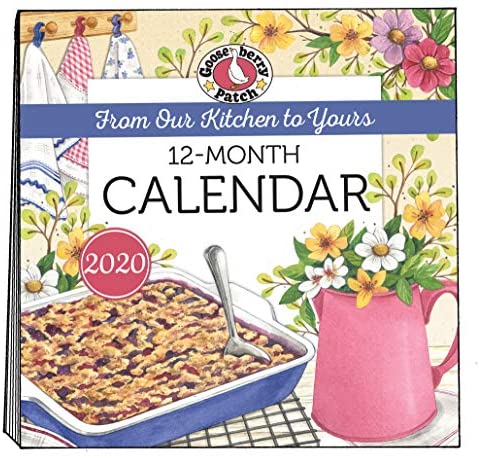 Gooseberry
Patch
From Our Kitchen to Yours
12-MONTH
CALENDAR
2020